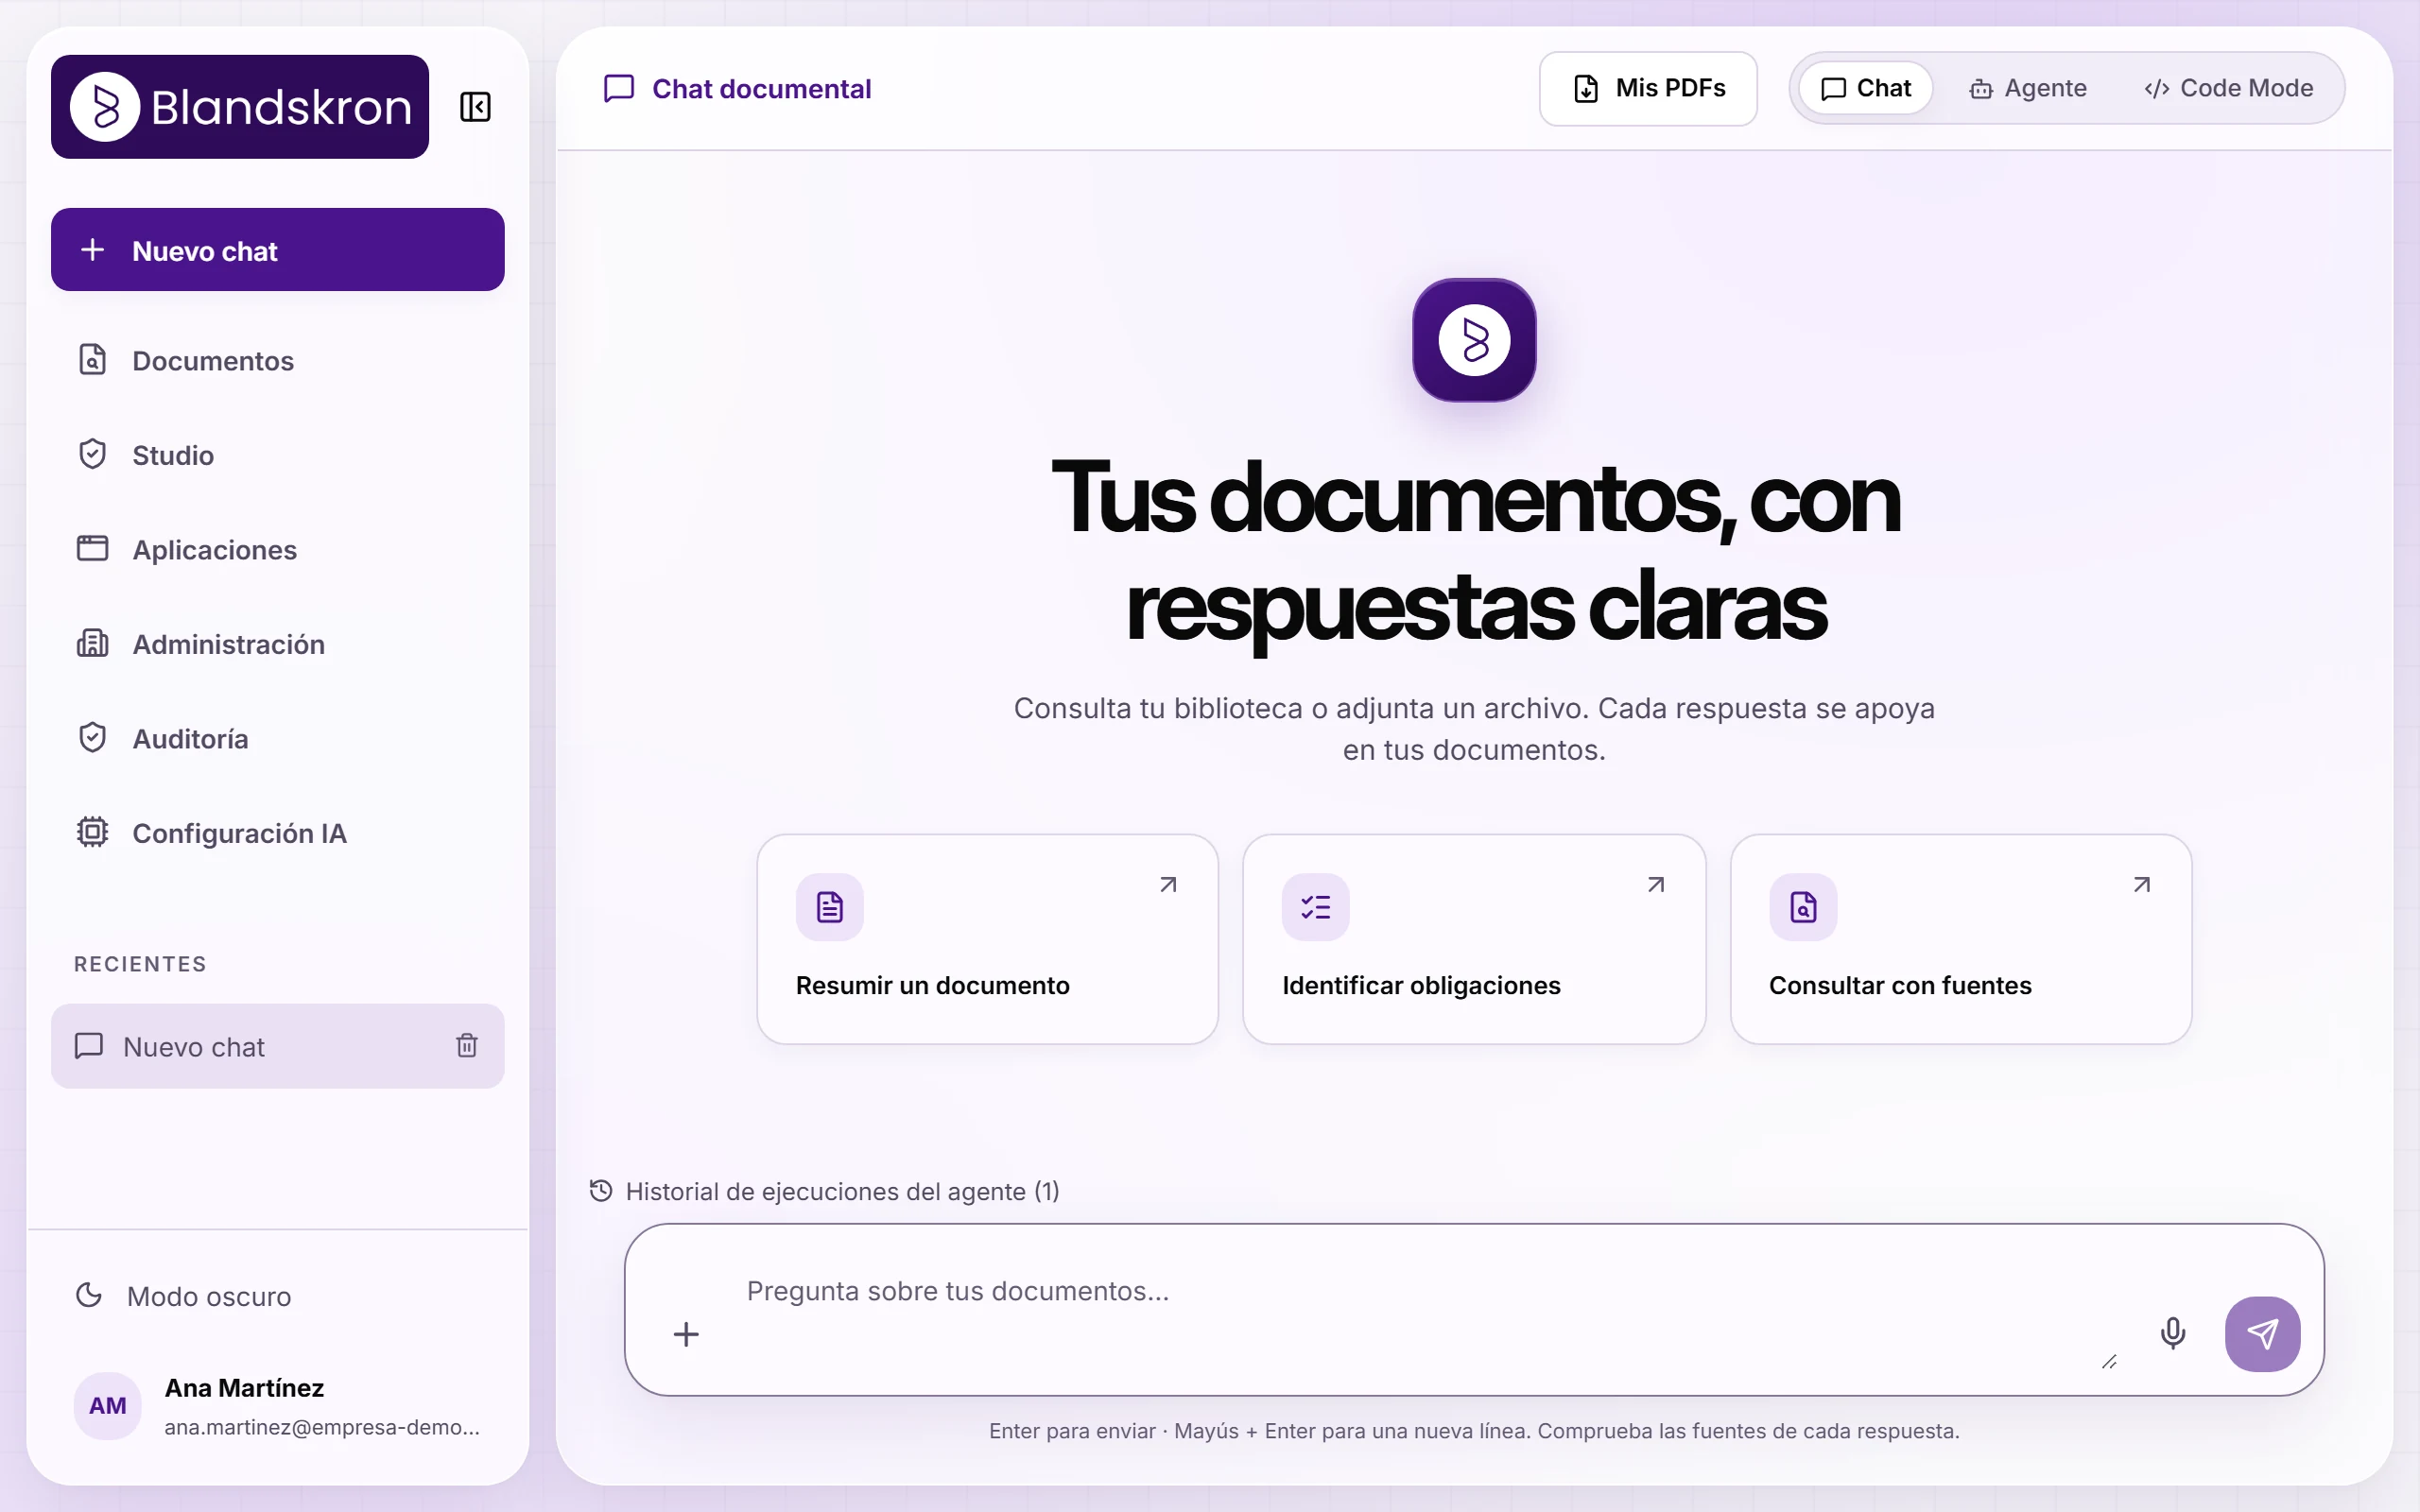 Blandskron
Nuevo chat
Documentos
Studio
Aplicaciones
Administración
Auditoría
Configuración IA
RECIENTES
Nuevo chat
Modo oscuro
AM
Ana Martínez
ana.martinez@empresa-demo...
Chat documental
Mis PDFs
Chat
Agente
Code Mode
Tus documentos, con
respuestas claras
Consulta tu biblioteca o adjunta un archivo. Cada respuesta se apoya
en tus documentos.
Resumir un documento
Identificar obligaciones
Consultar con fuentes
Historial de ejecuciones del agente (1)
Pregunta sobre tus documentos...
Enter para enviar · Mayús + Enter para una nueva línea. Comprueba las fuentes de cada respuesta.